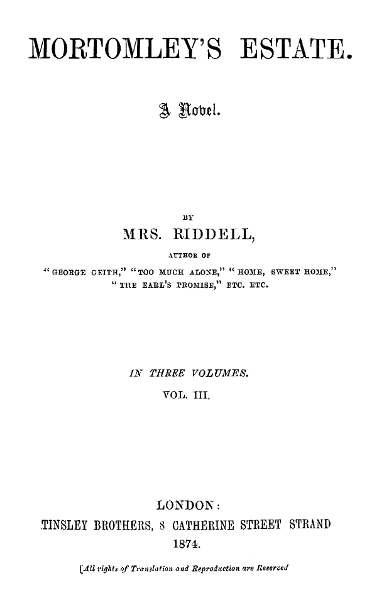 MORTOMLEY'S ESTATE.
A Novel.
BY
MRS. RIDDELL,
AUTHOR OF
"GEORGE GEITH," "TOO MUCH ALONE," "HOME, SWEET HOME,"
"THE EARL'S PROMISE," ETC. ETC.
IN THREE VOLUMES.
VOL. III.
LONDON:
TINSLEY BROTHERS, 8 CATHERINE STREET STRAND
1874.
[All rights of Translation and Reproduction are Reserved